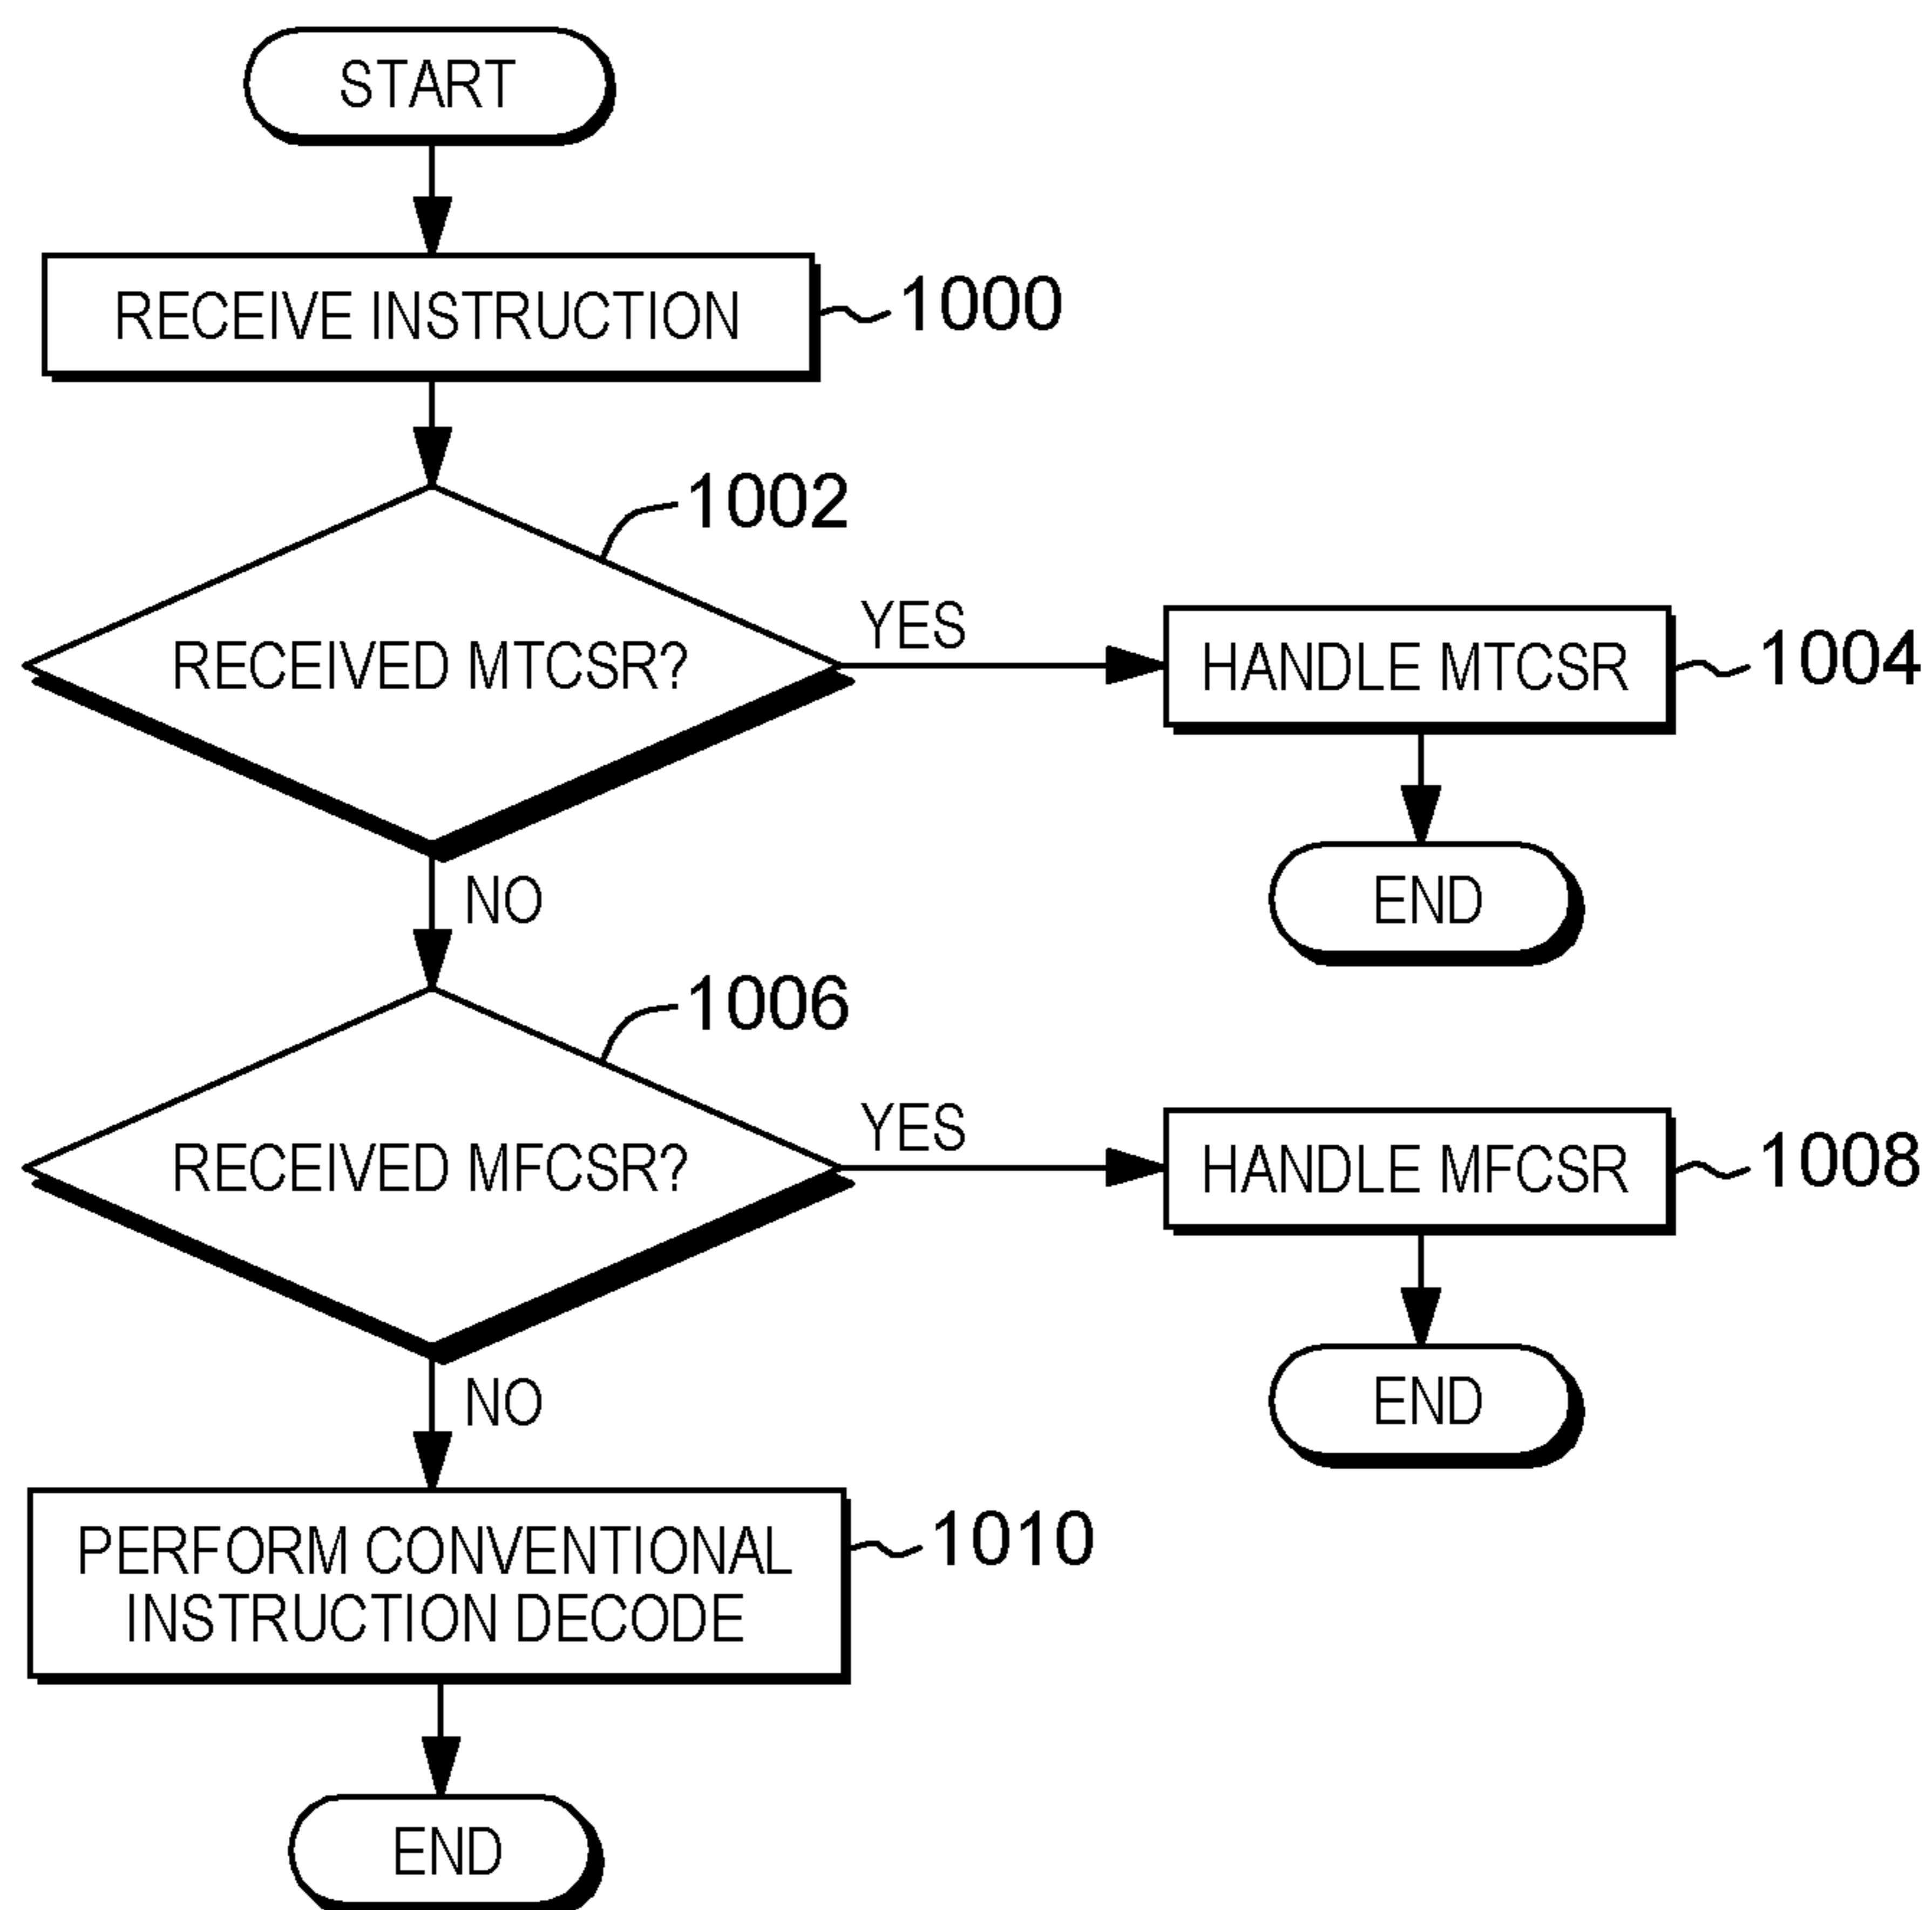 START
RECEIVE INSTRUCTION
1000
1002
RECEIVED MTCSR?
YES
HANDLE MTCSR
1004
END
NO
1006
RECEIVED MFCSR?
YES
HANDLE MFCSR
1008
END
NO
PERFORM CONVENTIONAL
INSTRUCTION DECODE
1010
END